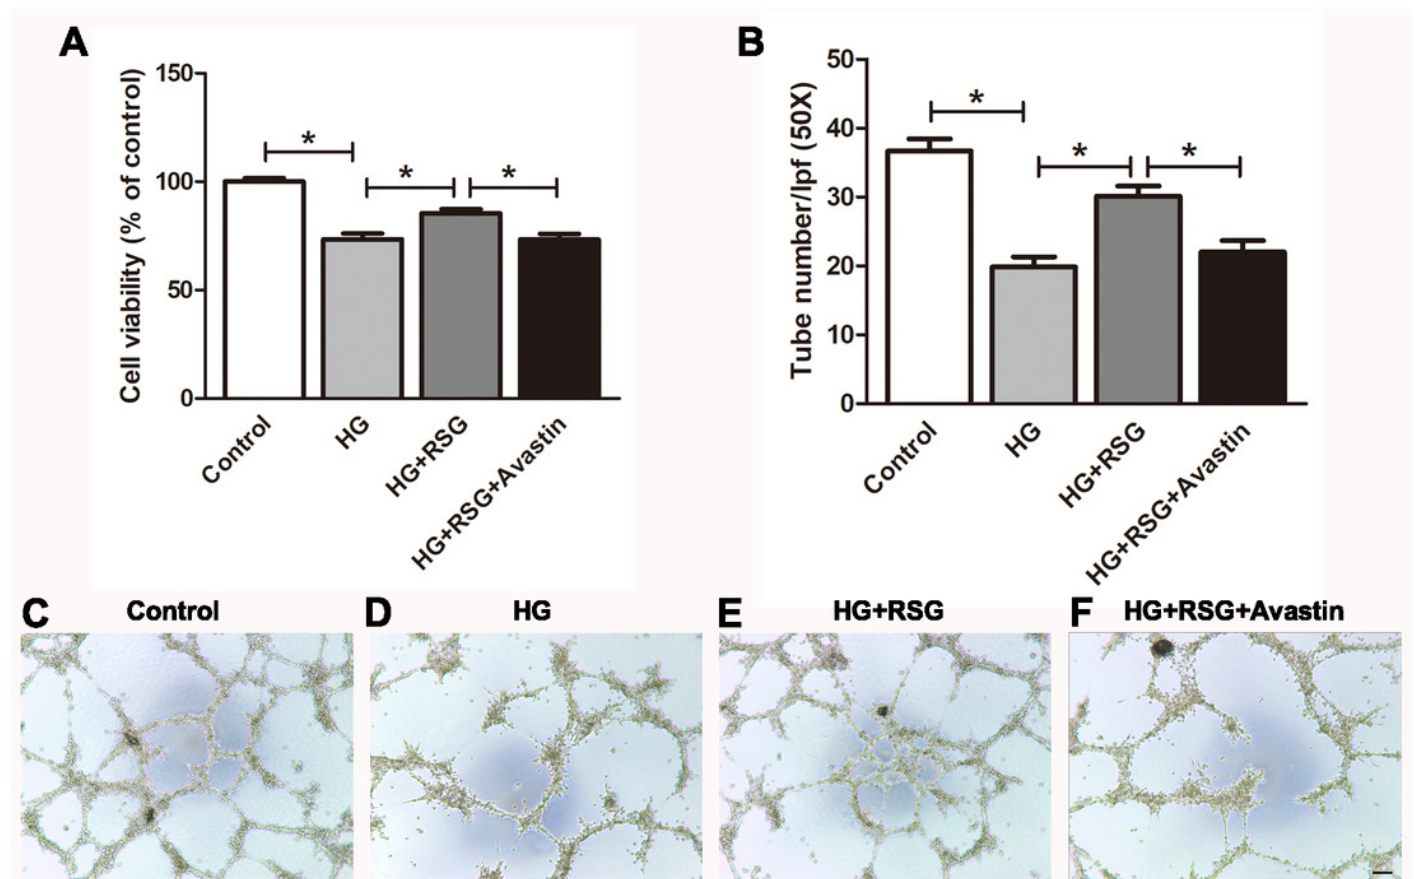 A
Cell viability (% of control)
150
100
50
0
*
*
*
Control
HG
HG+RSG
HG+RSG+Avastin
B
Tube number/lpf (50X)
50
40
30
20
10
0
*
*
*
Control
HG
HG+RSG
HG+RSG+Avastin
C Control
D HG
E HG+RSG
F HG+RSG+Avastin